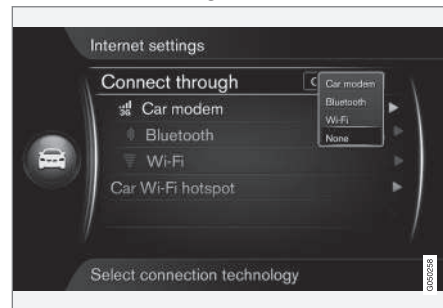 Internet settings
Connect through
Car modem
Bluetooth
Wi-Fi
None
3G Car modem
Bluetooth
Wi-Fi
Car Wi-Fi hotspot
Select connection technology
G050258